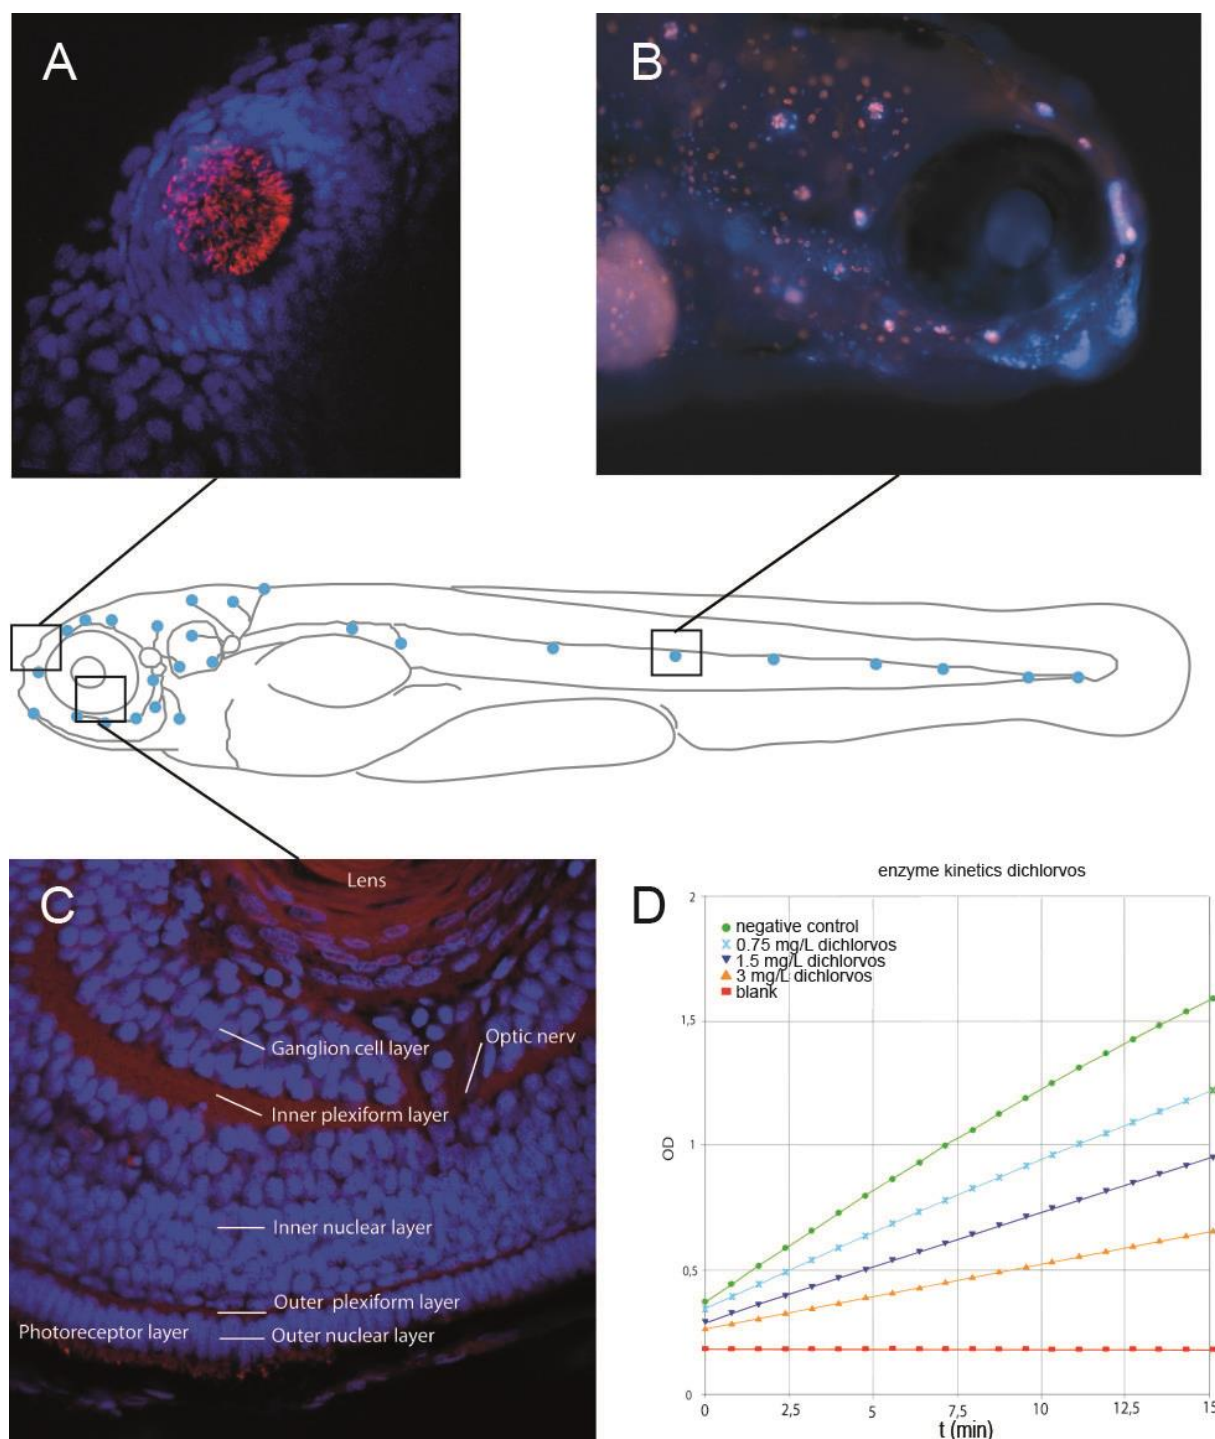 A
B
C
Lens
Ganglion cell layer
Optic nerv
Inner plexiform layer
Inner nuclear layer
Outer plexiform layer
Photoreceptor layer
Outer nuclear layer
D
enzyme kinetics dichlorvos
negative control
0.75 mg/L dichlorvos
1.5 mg/L dichlorvos
3 mg/L dichlorvos
blank
2
1,5
1
0,5
0
OD
0 2,5 5 7,5 10 12,5 15
t (min)